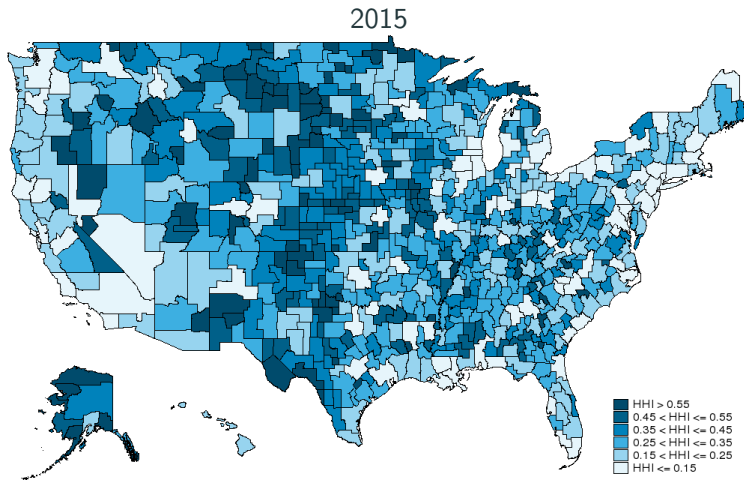 2015
HHI > 0.55
0.45 < HHI <= 0.55
0.35 < HHI <= 0.45
0.25 < HHI <= 0.35
0.15 < HHI <= 0.25
HHI <= 0.15